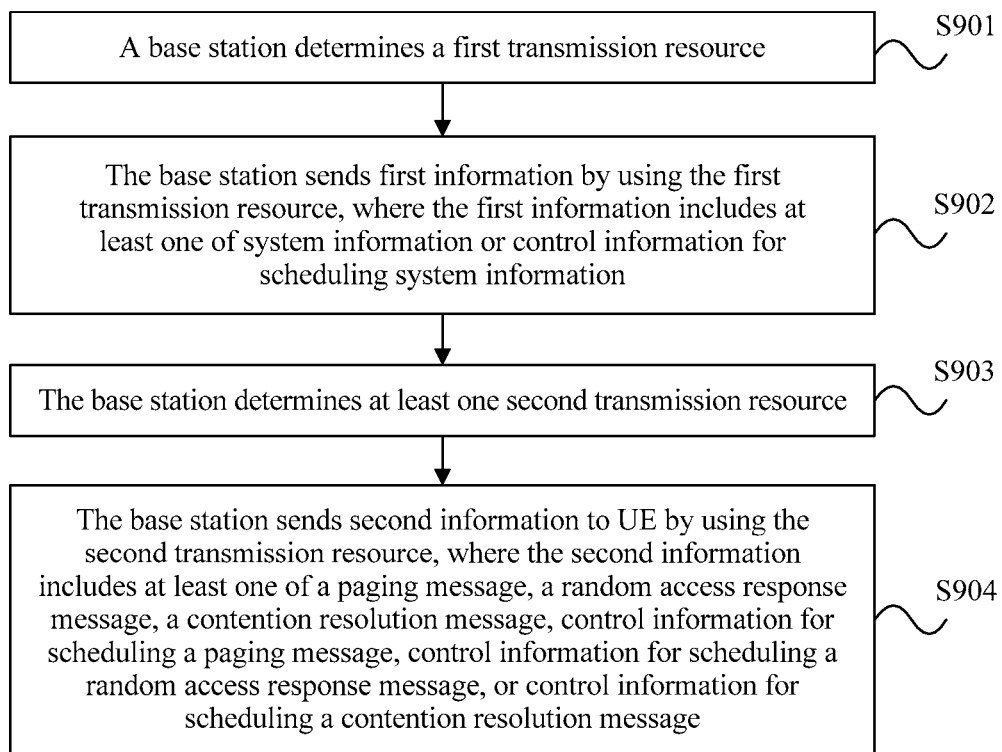 A base station determines a first transmission resource
S901
The base station sends first information by using the first
transmission resource, where the first information includes at
least one of system information or control information for
scheduling system information
S902
The base station determines at least one second transmission resource
S903
The base station sends second information to UE by using the
second transmission resource, where the second information
includes at least one of a paging message, a random access response
message, a contention resolution message, control information for
scheduling a paging message, control information for scheduling a
random access response message, or control information for
scheduling a contention resolution message
S904